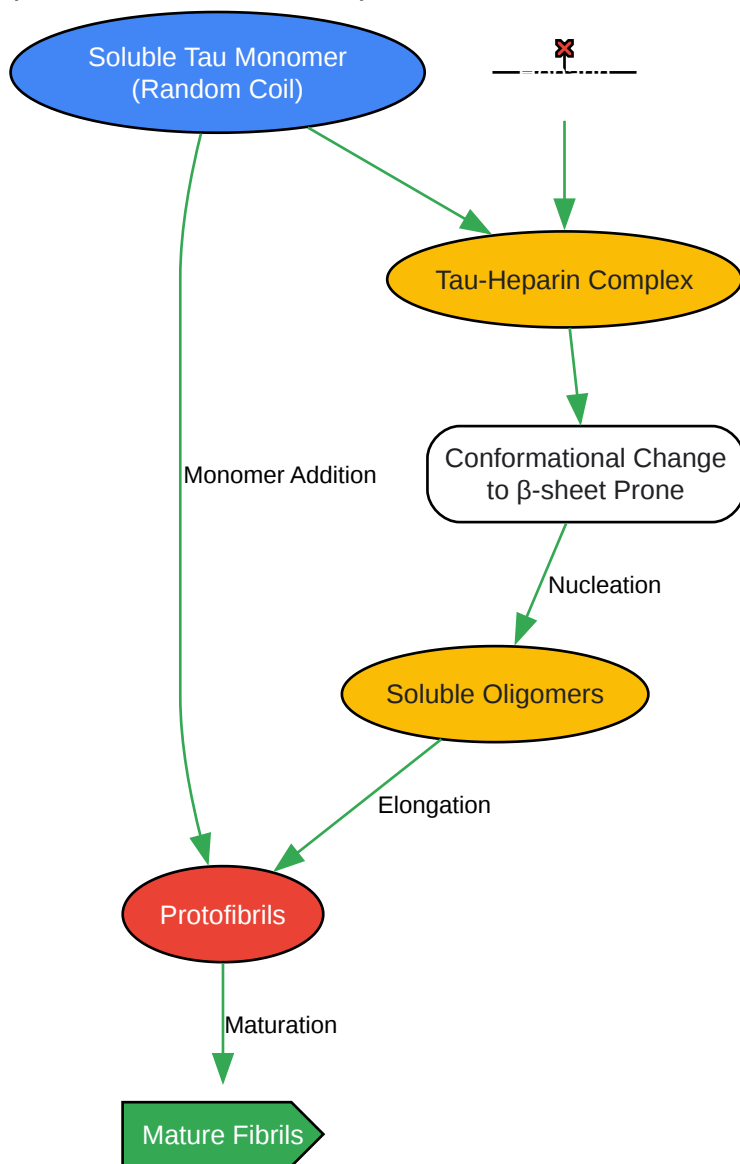 Soluble Tau Monomer
(Random Coil)
Tau-Heparin Complex
Monomer Addition
Conformational Change
to β-sheet Prone
Nucleation
Soluble Oligomers
Elongation
Protofibrils
Maturation
Mature Fibrils